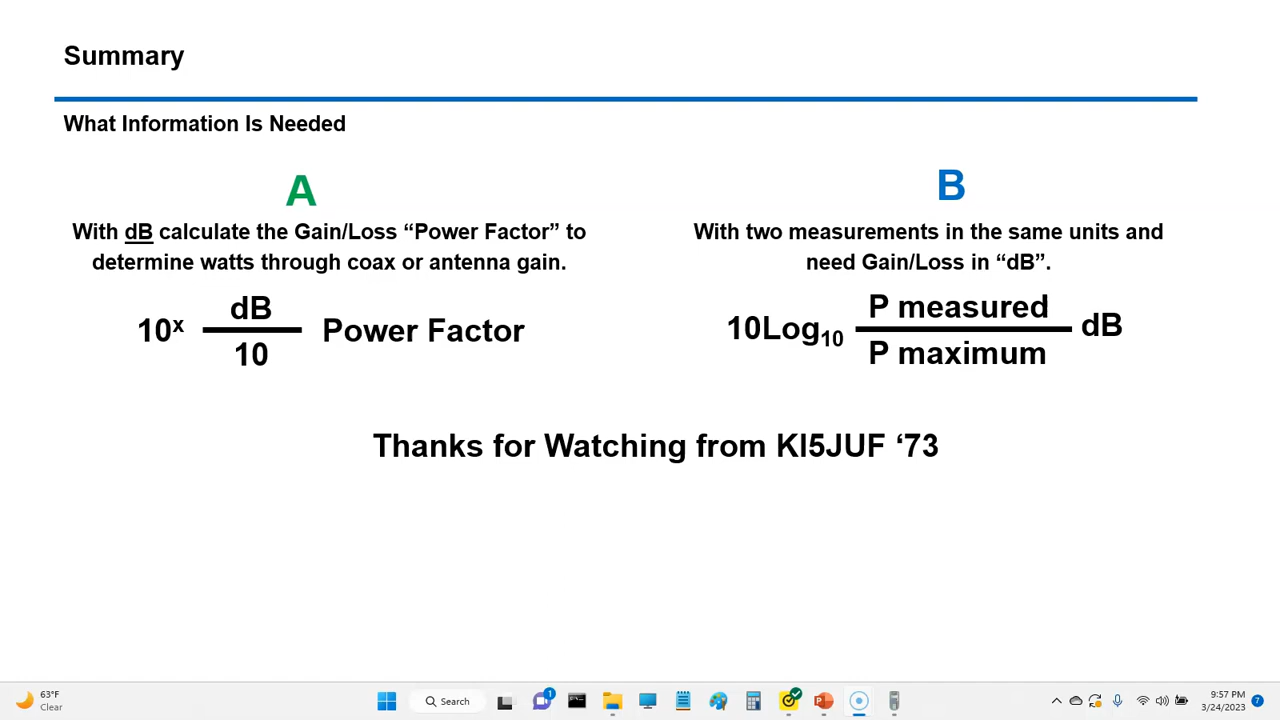 Summary
What Information Is Needed
A
With dB calculate the Gain/Loss “Power Factor” to
determine watts through coax or antenna gain.
10ˣ dB
10
Power Factor
B
With two measurements in the same units and
need Gain/Loss in “dB”.
10Log₁₀ P measured
P maximum
dB
Thanks for Watching from KI5JUF ‘73
63°F
Clear
Search
1
9:57 PM
3/24/2023
7